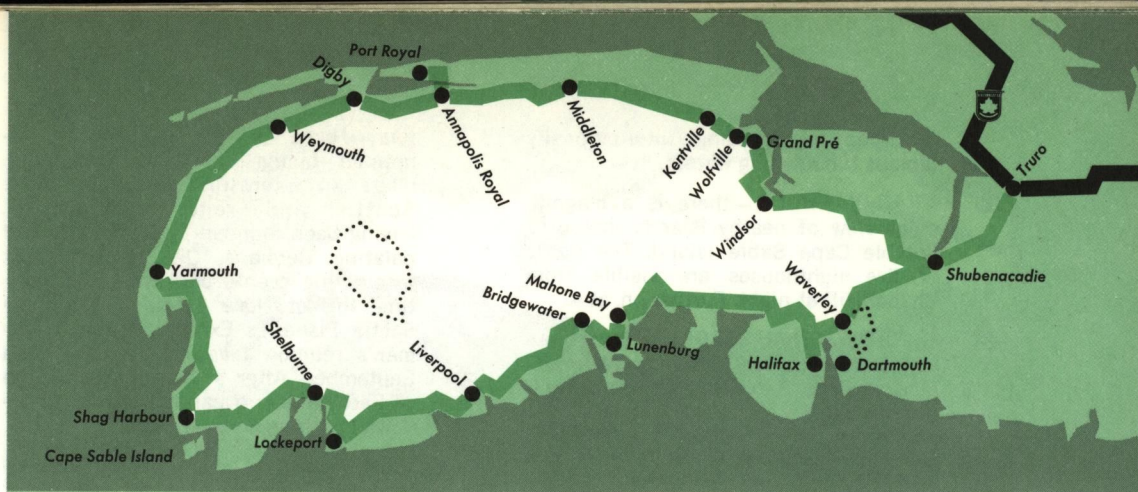 Port Royal
Digby
Weymouth
Annapolis Royal
Middleton
Kentville
Wolfville
Grand Pré
Truro
Windsor
Yarmouth
Waverley
Shubenacadie
Mahone Bay
Bridgewater
Lunenburg
Shelburne
Liverpool
Halifax
Dartmouth
Shag Harbour
Lockeport
Cape Sable Island